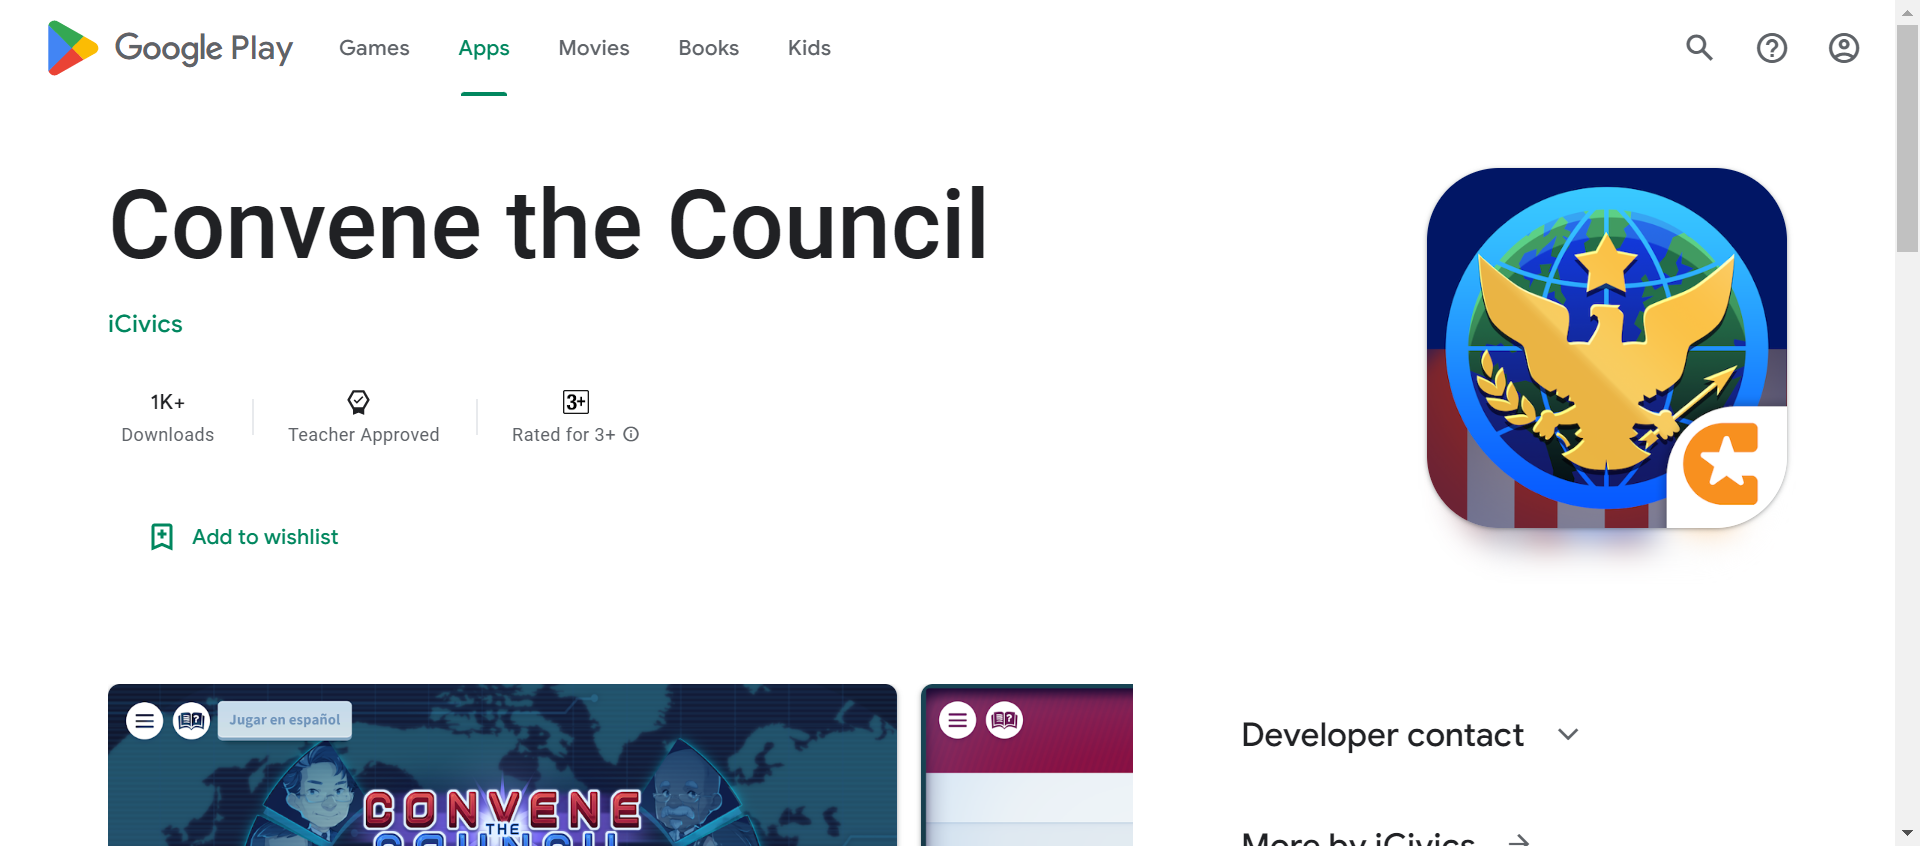 Google Play
Games
Apps
Movies
Books
Kids
Convene the Council
iCivics
1K+
Downloads
Teacher Approved
3+
Rated for 3+
Add to wishlist
Jugar en español
CONVENE
THE
COUNCIL
Developer contact
More by iCivics